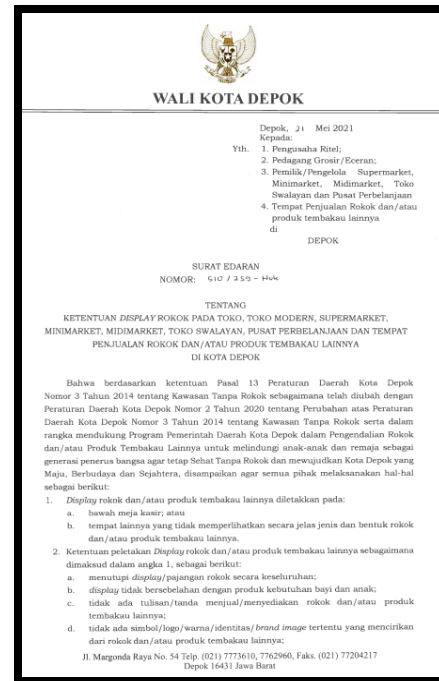 WALI KOTA DEPOK
Depok, 21 Mei 2021
Kepada:
Yth. 1. Pengusaha Ritel;
2. Pedagang Grosir/Eceran;
3. Pemilik/Pengelola Supermarket,
Minimarket, Midimarket, Toko
Swalayan dan Pusat Perbelanjaan
4. Tempat Penjualan Rokok dan/atau
produk tembakau lainnya
di
DEPOK
SURAT EDARAN
NOMOR: 510 / 259 - Huk
TENTANG
KETENTUAN DISPLAY ROKOK PADA TOKO, TOKO MODERN, SUPERMARKET,
MINIMARKET, MIDIMARKET, TOKO SWALAYAN, PUSAT PERBELANJAAN DAN TEMPAT
PENJUALAN ROKOK DAN/ATAU PRODUK TEMBAKAU LAINNYA
DI KOTA DEPOK
Bahwa berdasarkan ketentuan Pasal 13 Peraturan Daerah Kota Depok
Nomor 3 Tahun 2014 tentang Kawasan Tanpa Rokok sebagaimana telah diubah dengan
Peraturan Daerah Kota Depok Nomor 2 Tahun 2020 tentang Perubahan atas Peraturan
Daerah Kota Depok Nomor 3 Tahun 2014 tentang Kawasan Tanpa Rokok serta dalam
rangka mendukung Program Pemerintah Daerah Kota Depok dalam Pengendalian Rokok
dan/atau Produk Tembakau Lainnya untuk melindungi anak-anak dan remaja sebagai
generasi penerus bangsa agar tetap Sehat Tanpa Rokok dan mewujudkan Kota Depok yang
Maju, Berbudaya dan Sejahtera, disampaikan agar semua pihak melaksanakan hal-hal
sebagai berikut:
1. Display rokok dan/atau produk tembakau lainnya diletakkan pada:
a. bawah meja kasir; atau
b. tempat lainnya yang tidak memperlihatkan secara jelas jenis dan bentuk rokok
dan/atau produk tembakau lainnya.
2. Ketentuan peletakan Display rokok dan/atau produk tembakau lainnya sebagaimana
dimaksud dalam angka 1, sebagai berikut:
a. menutupi display/pajangan rokok secara keseluruhan;
b. display tidak bersebelahan dengan produk kebutuhan bayi dan anak;
c. tidak ada tulisan/tanda menjual/menyediakan rokok dan/atau produk
tembakau lainnya;
d. tidak ada simbol/logo/warna/identitas/brand image tertentu yang mencirikan
dari rokok dan/atau produk tembakau lainnya;
Jl. Margonda Raya No. 54 Telp. (021) 7773610, 7762960, Faks. (021) 77204217
Depok 16431 Jawa Barat